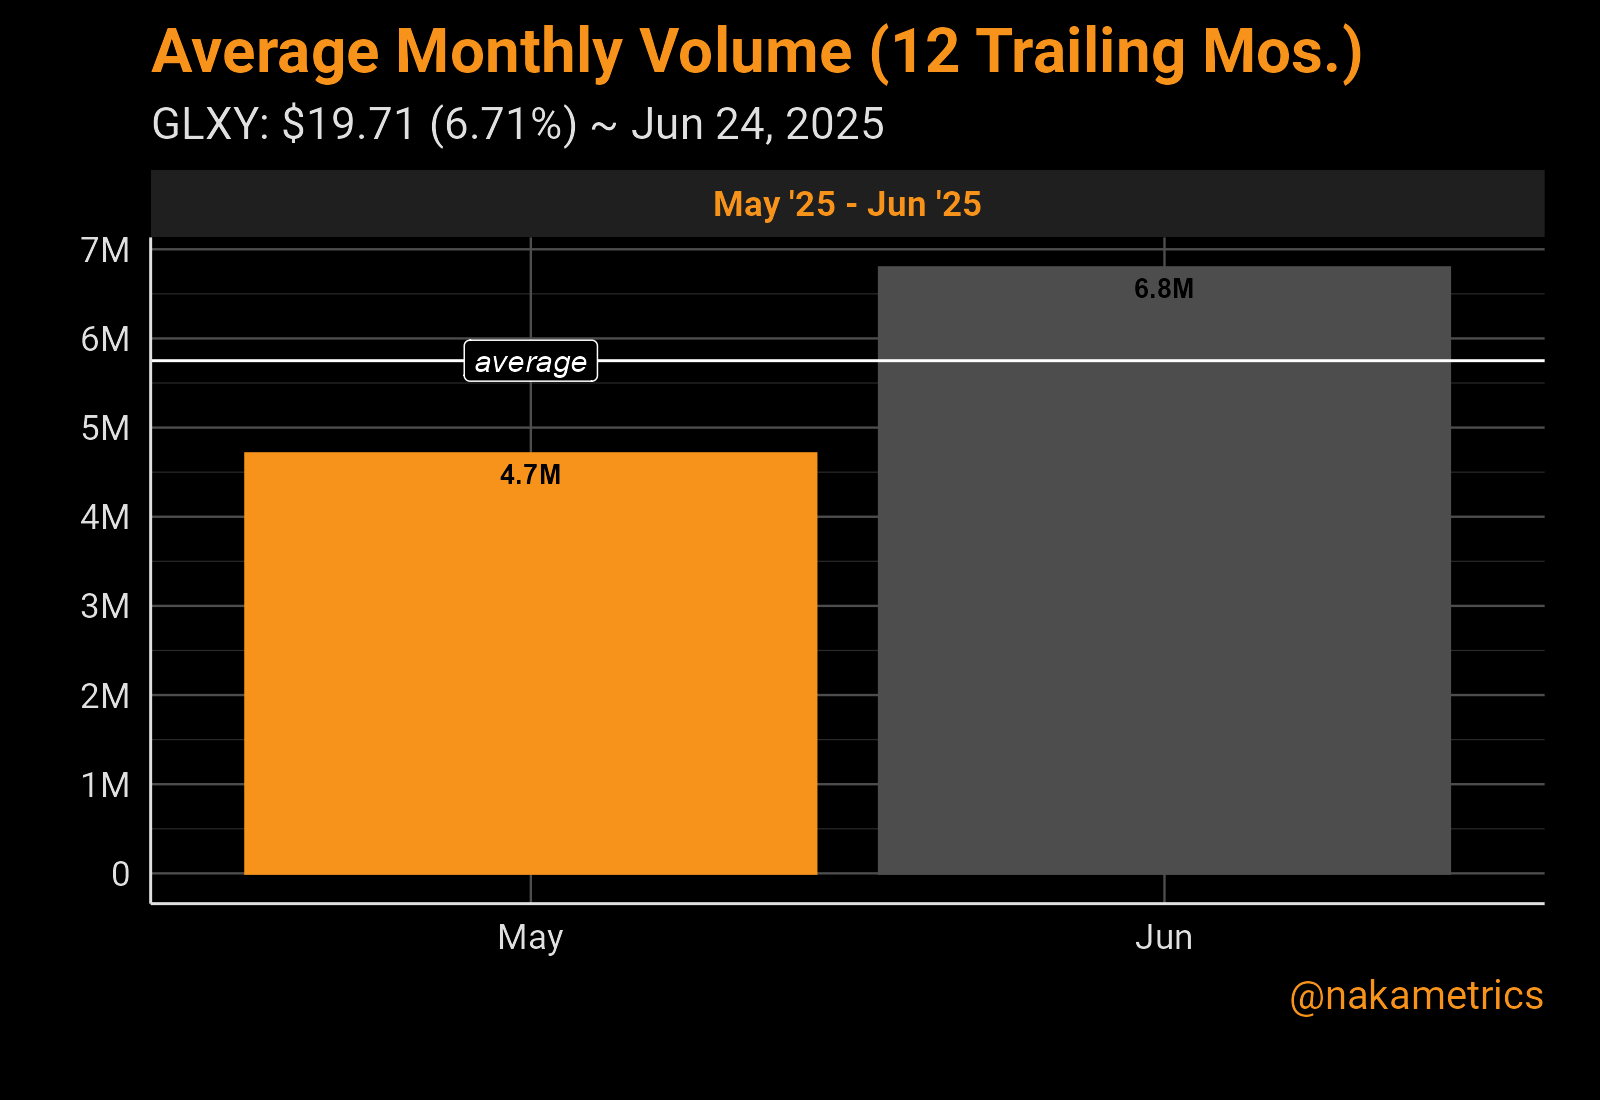 Average Monthly Volume (12 Trailing Mos.)
GLXY: $19.71 (6.71%) ~ Jun 24, 2025
May '25 - Jun '25
7M
6M
5M
4M
3M
2M
1M
0
average
4.7M
6.8M
May
Jun
@nakametrics